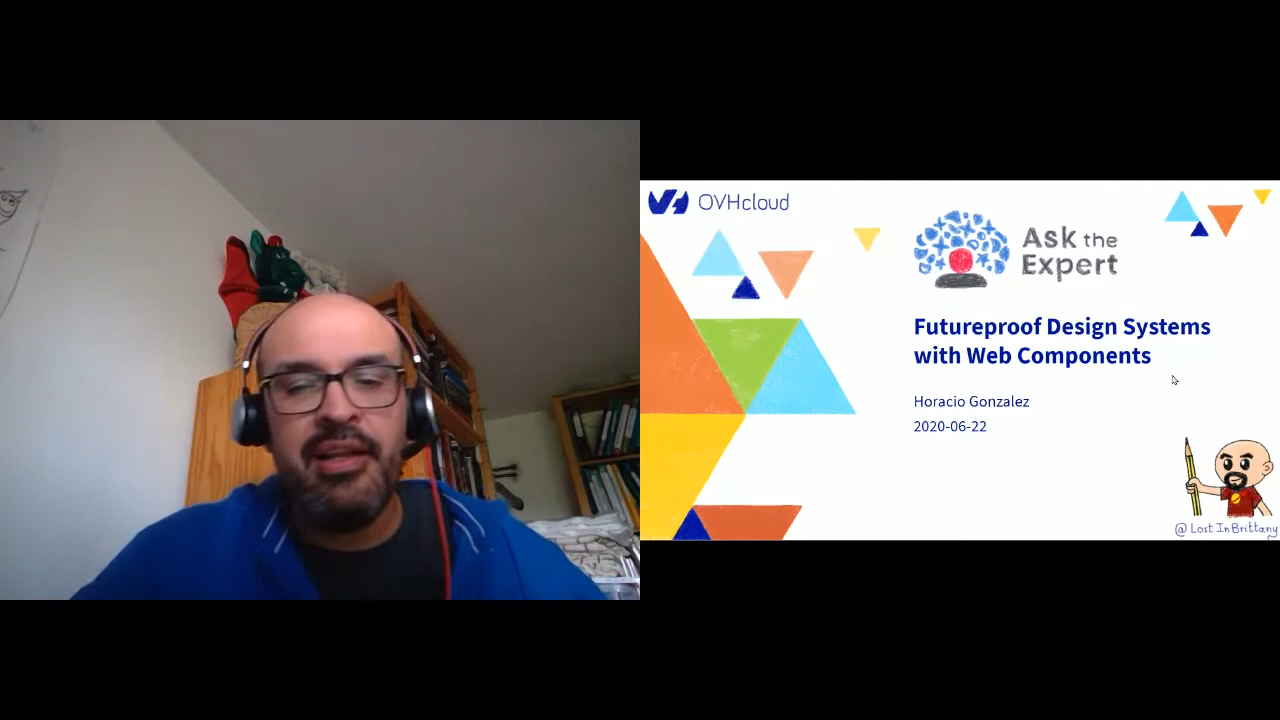 OVHcloud
Ask the
Expert
Futureproof Design Systems
with Web Components
Horacio Gonzalez
2020-06-22
@LostInBrittany